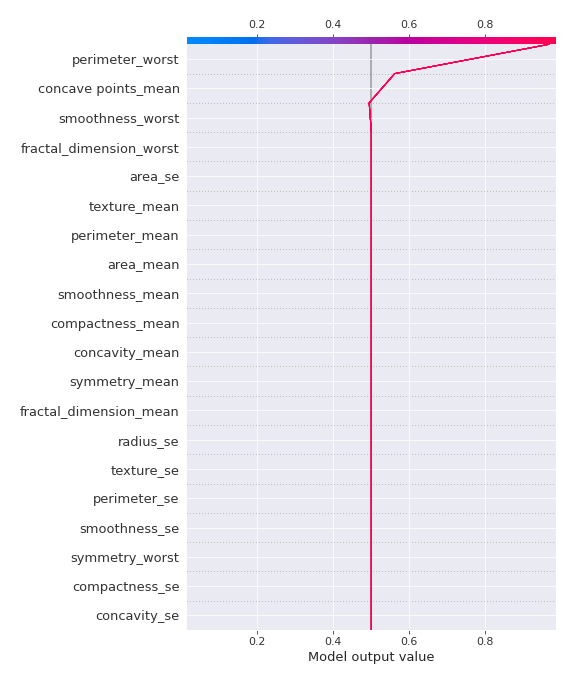 0.2 0.4 0.6 0.8
perimeter_worst
concave points_mean
smoothness_worst
fractal_dimension_worst
area_se
texture_mean
perimeter_mean
area_mean
smoothness_mean
compactness_mean
concavity_mean
symmetry_mean
fractal_dimension_mean
radius_se
texture_se
perimeter_se
smoothness_se
symmetry_worst
compactness_se
concavity_se
0.2 0.4 0.6 0.8
Model output value